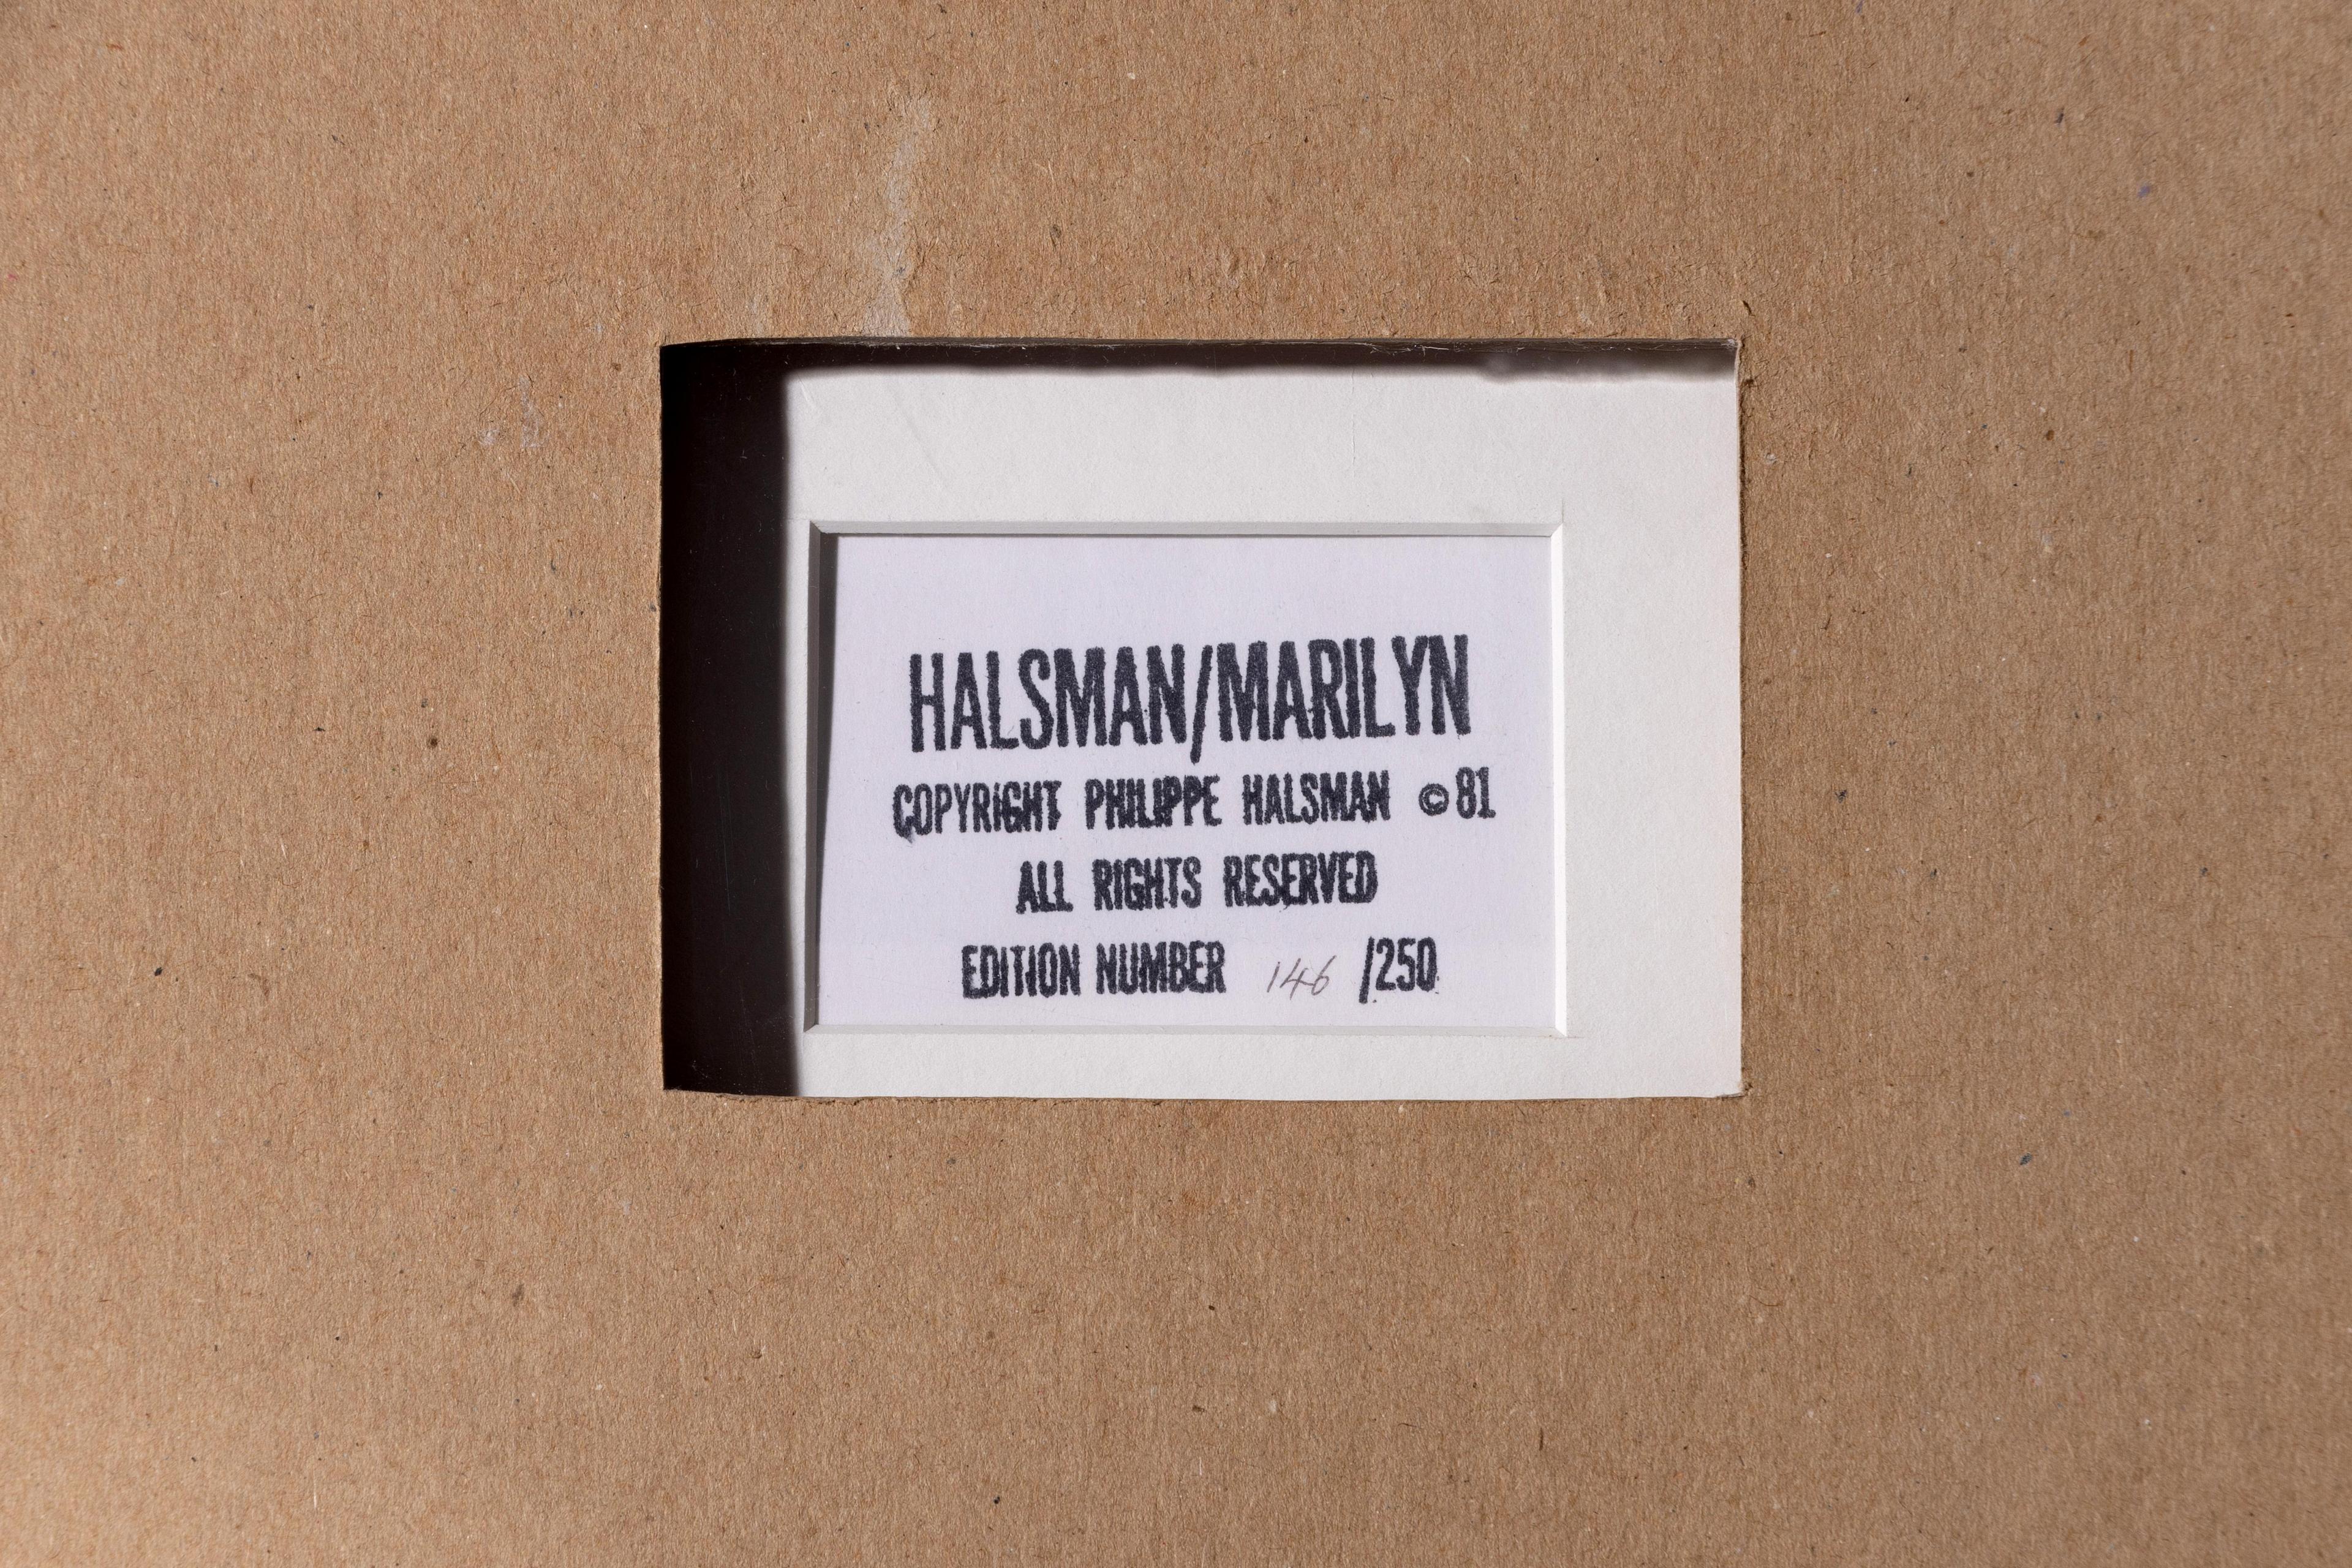 HALSMAN/MARILYN
COPYRIGHT PHILIPPE HALSMAN ©81
ALL RIGHTS RESERVED
EDITION NUMBER 146 /250